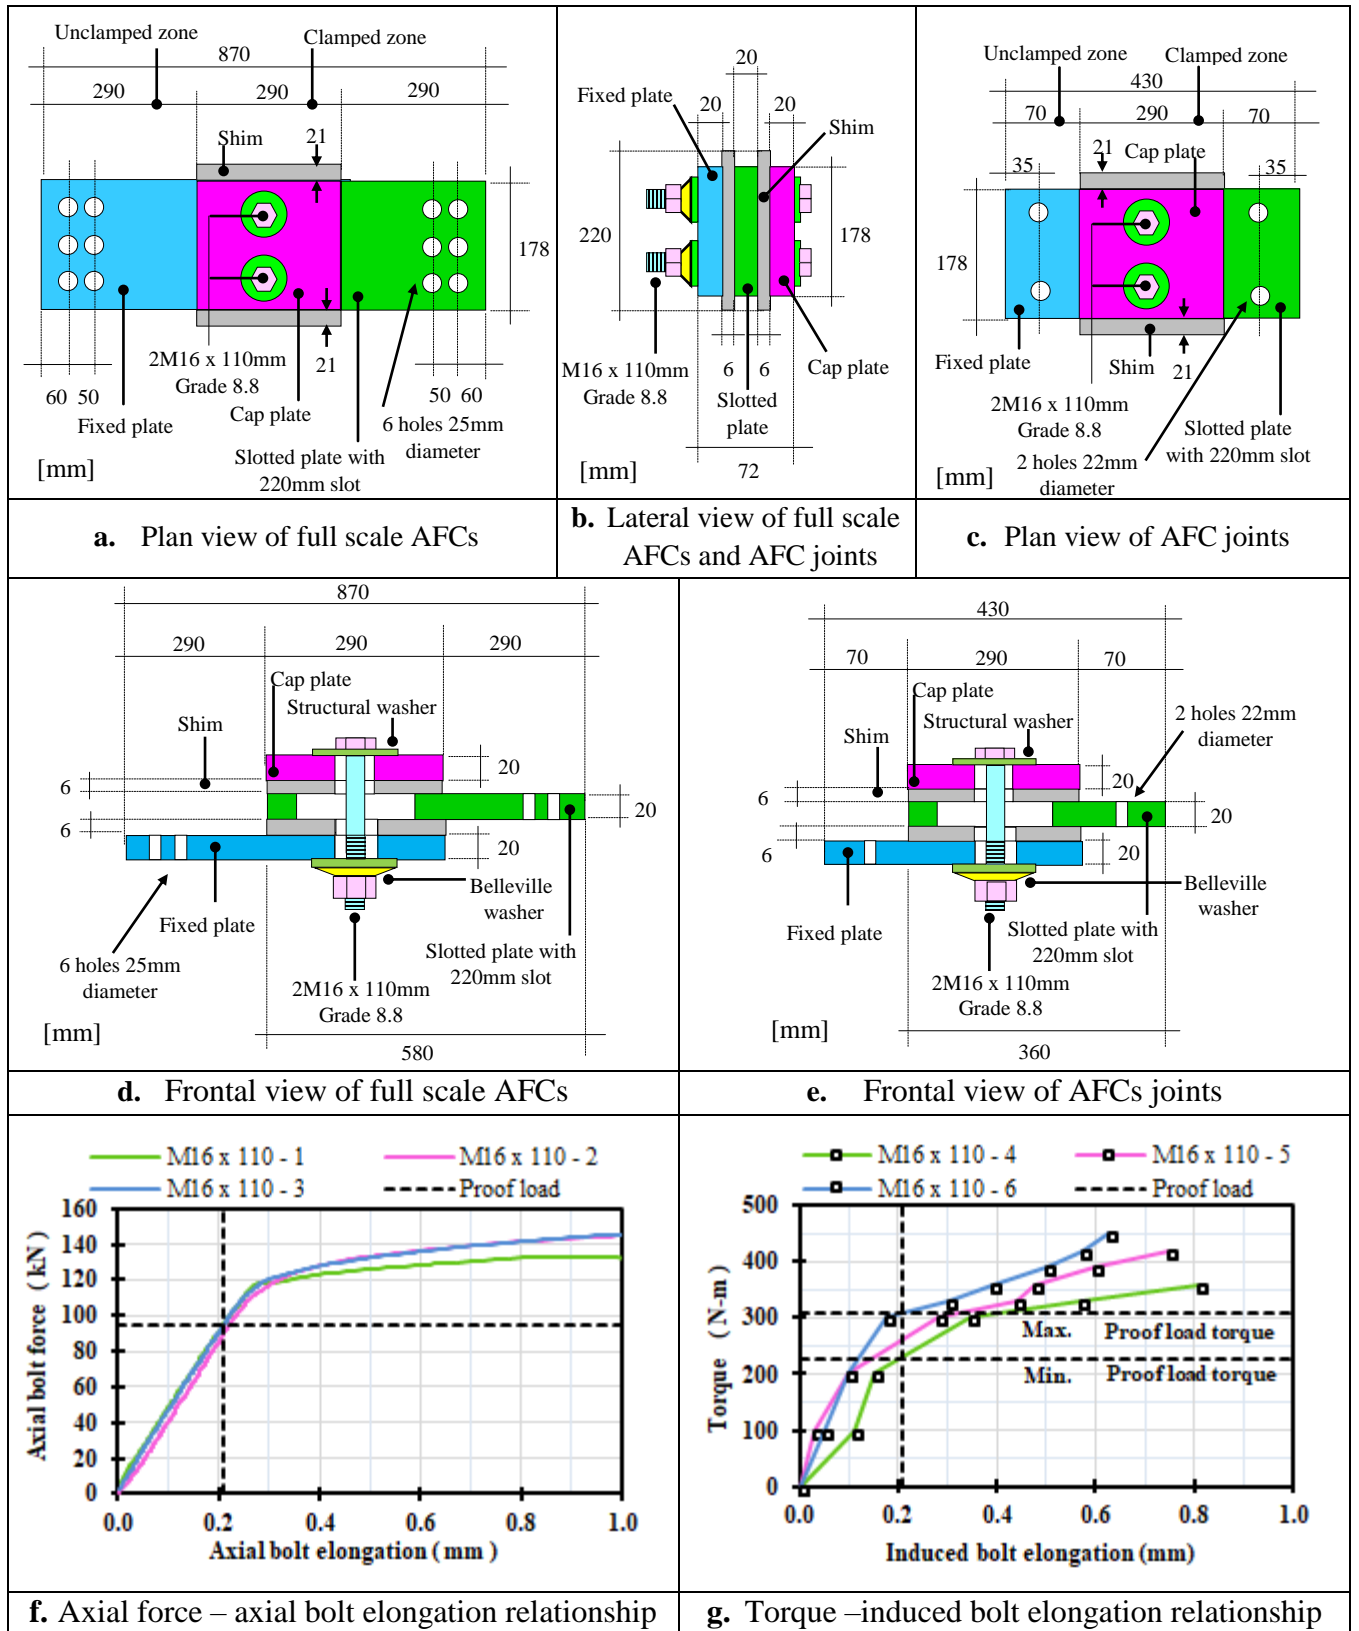 Unclamped zone
Clamped zone
870
290
290
290
Shim
21
178
2M16 x 110mm
Grade 8.8
21
60
50
50
60
Fixed plate
Cap plate
6 holes 25mm
diameter
Slotted plate with
220mm slot
[mm]
a. Plan view of full scale AFCs
20
Fixed plate
20
20
Shim
220
178
M16 x 110mm
Grade 8.8
6
6
Cap plate
Slotted
plate
[mm]
72
b. Lateral view of full scale
AFCs and AFC joints
Unclamped zone
Clamped zone
430
70
290
70
21
Cap plate
35
35
178
Fixed plate
Shim
21
2M16 x 110mm
Grade 8.8
Slotted plate
with 220mm slot
2 holes 22mm
diameter
[mm]
c. Plan view of AFC joints
870
290
290
290
Cap plate
Structural washer
Shim
20
6
20
6
20
Belleville
washer
Fixed plate
Slotted plate with
220mm slot
6 holes 25mm
diameter
2M16 x 110mm
Grade 8.8
[mm]
580
d. Frontal view of full scale AFCs
430
70
290
70
Cap plate
Structural washer
2 holes 22mm
diameter
Shim
20
6
20
6
20
Belleville
washer
Fixed plate
Slotted plate with
220mm slot
2M16 x 110mm
Grade 8.8
[mm]
360
e. Frontal view of AFCs joints
M16 x 110 - 1
M16 x 110 - 2
M16 x 110 - 3
Proof load
160
140
120
100
80
60
40
20
0
Axial bolt force ( kN )
0.0 0.2 0.4 0.6 0.8 1.0
Axial bolt elongation ( mm )
f. Axial force – axial bolt elongation relationship
M16 x 110 - 4
M16 x 110 - 5
M16 x 110 - 6
Proof load
500
400
300
200
100
0
Torque ( N-m )
Max. Proof load torque
Min. Proof load torque
0.0 0.2 0.4 0.6 0.8 1.0
Induced bolt elongation (mm)
g. Torque –induced bolt elongation relationship